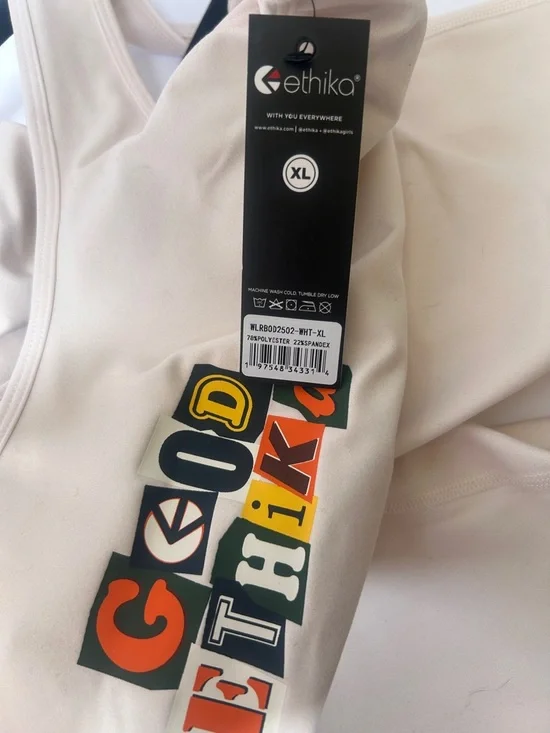 ethika®
WITH YOU EVERYWHERE
www.ethika.com | @ethika + @ethikagirls
XL
MACHINE WASH COLD. TUMBLE DRY LOW
WLRBOD2502-WHT-XL
78%POLYESTER 22%SPANDEX
1 97548 34331 4
GOOD
ETHiKa